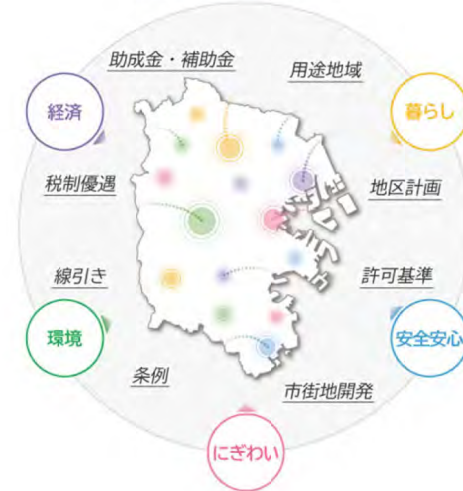 助成金・補助金
用途地域
経済
暮らし
税制優遇
地区計画
線引き
許可基準
環境
安全安心
条例
市街地開発
にぎわい